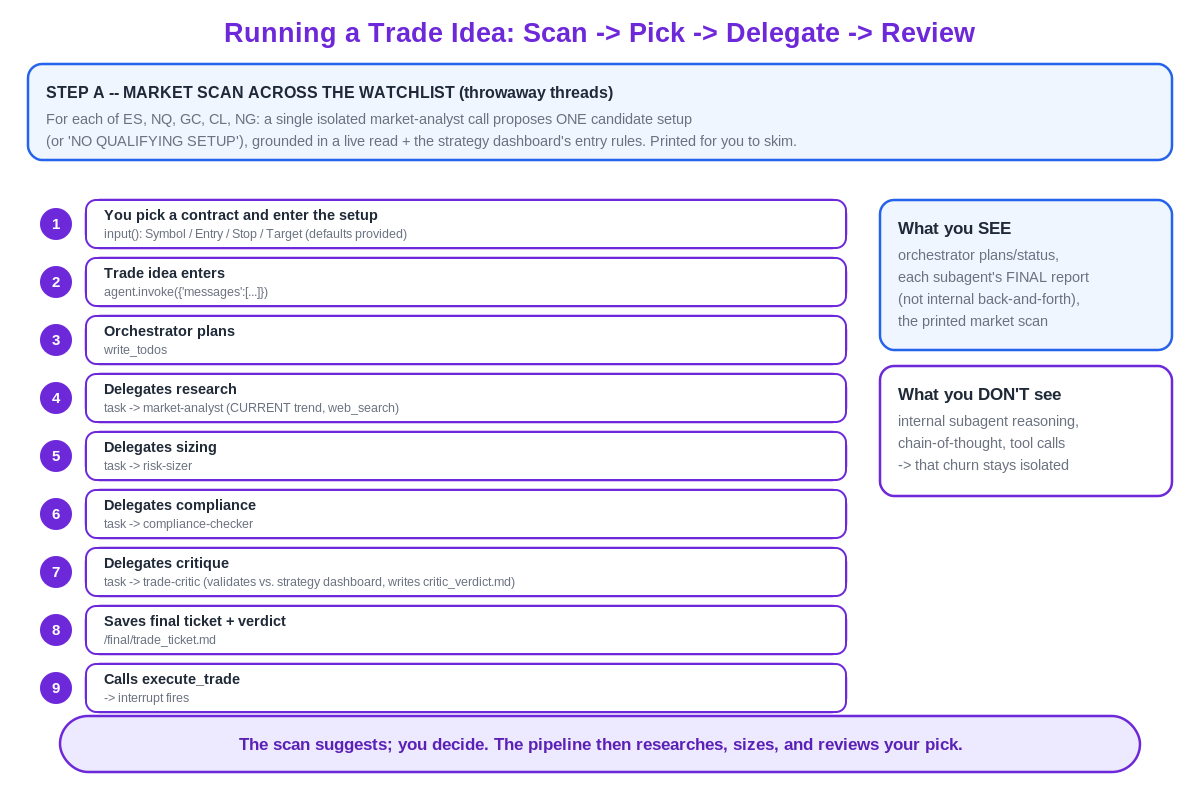 Running a Trade Idea: Scan -> Pick -> Delegate -> Review
STEP A -- MARKET SCAN ACROSS THE WATCHLIST (throwaway threads)
For each of ES, NQ, GC, CL, NG: a single isolated market-analyst call proposes ONE candidate setup
(or 'NO QUALIFYING SETUP'), grounded in a live read + the strategy dashboard's entry rules. Printed for you to skim.
1
You pick a contract and enter the setup
input(): Symbol / Entry / Stop / Target (defaults provided)
2
Trade idea enters
agent.invoke({'messages':[...]})
3
Orchestrator plans
write_todos
4
Delegates research
task -> market-analyst (CURRENT trend, web_search)
5
Delegates sizing
task -> risk-sizer
6
Delegates compliance
task -> compliance-checker
7
Delegates critique
task -> trade-critic (validates vs. strategy dashboard, writes critic_verdict.md)
8
Saves final ticket + verdict
/final/trade_ticket.md
9
Calls execute_trade
-> interrupt fires
What you SEE
orchestrator plans/status,
each subagent's FINAL report
(not internal back-and-forth),
the printed market scan
What you DON'T see
internal subagent reasoning,
chain-of-thought, tool calls
-> that churn stays isolated
The scan suggests; you decide. The pipeline then researches, sizes, and reviews your pick.